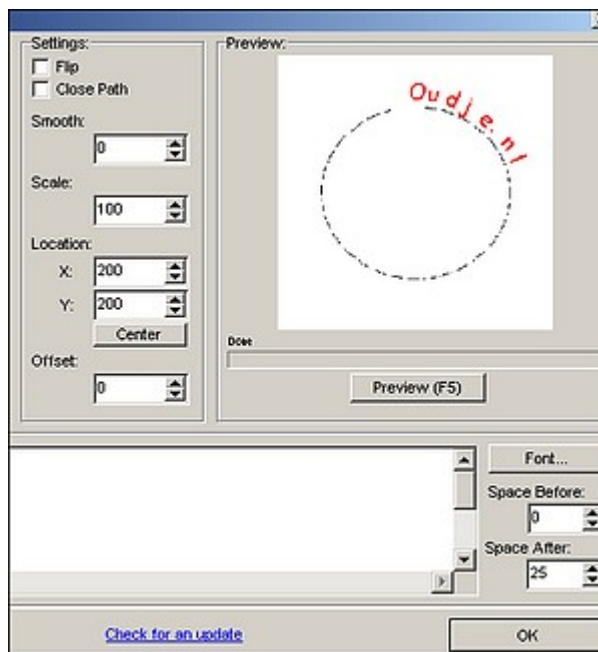 Settings:
Flip
Close Path
Smooth:
0
Scale:
100
Location:
X: 200
Y: 200
Center
Offset:
0
Preview:
Oudje.nl
Done
Preview (F5)
Font...
Space Before:
0
Space After:
25
Check for an update
OK